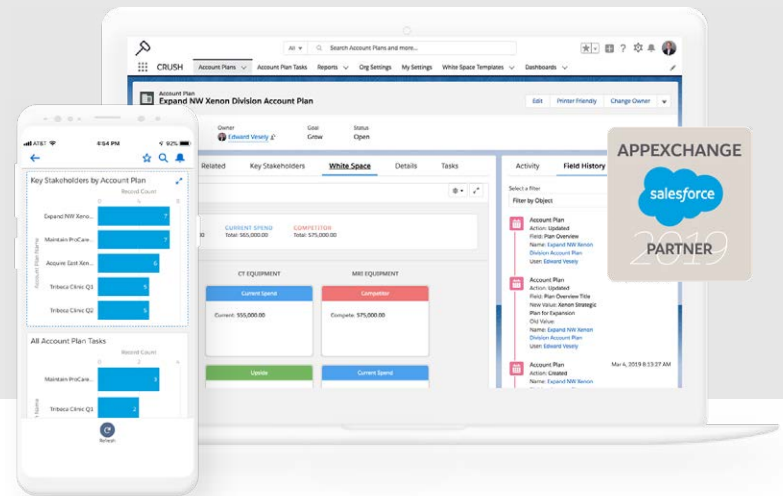 All
Search Account Plans and more...
CRUSH
Account Plans
Account Plan Tasks
Reports
Org Settings
My Settings
White Space Templates
Dashboards
Account Plan
Expand NW Xenon Division Account Plan
Edit
Printer Friendly
Change Owner
Owner
Edward Vesely
Goal
Grow
Status
Open
Related
Key Stakeholders
White Space
Details
Tasks
CURRENT SPEND
Total: $65,000.00
COMPETITOR
Total: $75,000.00
CT EQUIPMENT
MRI EQUIPMENT
Current Spend
Competitor
Current: $55,000.00
Compete: $75,000.00
Upside
Current Spend
Activity
Field History
Select a filter
Filter by Object
Account Plan
Action: Updated
Field: Plan Overview
Name: Expand NW Xenon
Division Account Plan
User: Edward Vesely
Account Plan
Action: Updated
Field: Plan Overview Title
New Value: Xenon Strategic
Plan for Expansion
Old Value:
Name: Expand NW Xenon
Division Account Plan
User: Edward Vesely
Account Plan
Mar 4, 2019 8:13:27 AM
Action: Created
Name: Expand NW Xenon
APPEXCHANGE
salesforce
2019
PARTNER
AT&T
6:54 PM
92%
Key Stakeholders by Account Plan
Record Count
0 4 8
Account Plan Name
Expand NW Xeno... 7
Maintain ProCare... 7
Acquire East Xen... 6
Tribeca Clinic Q1 5
Tribeca Clinic Q2 5
All Account Plan Tasks
Record Count
0 2 4
Maintain ProCare... 3
Tribeca Clinic Q3 2
Refresh